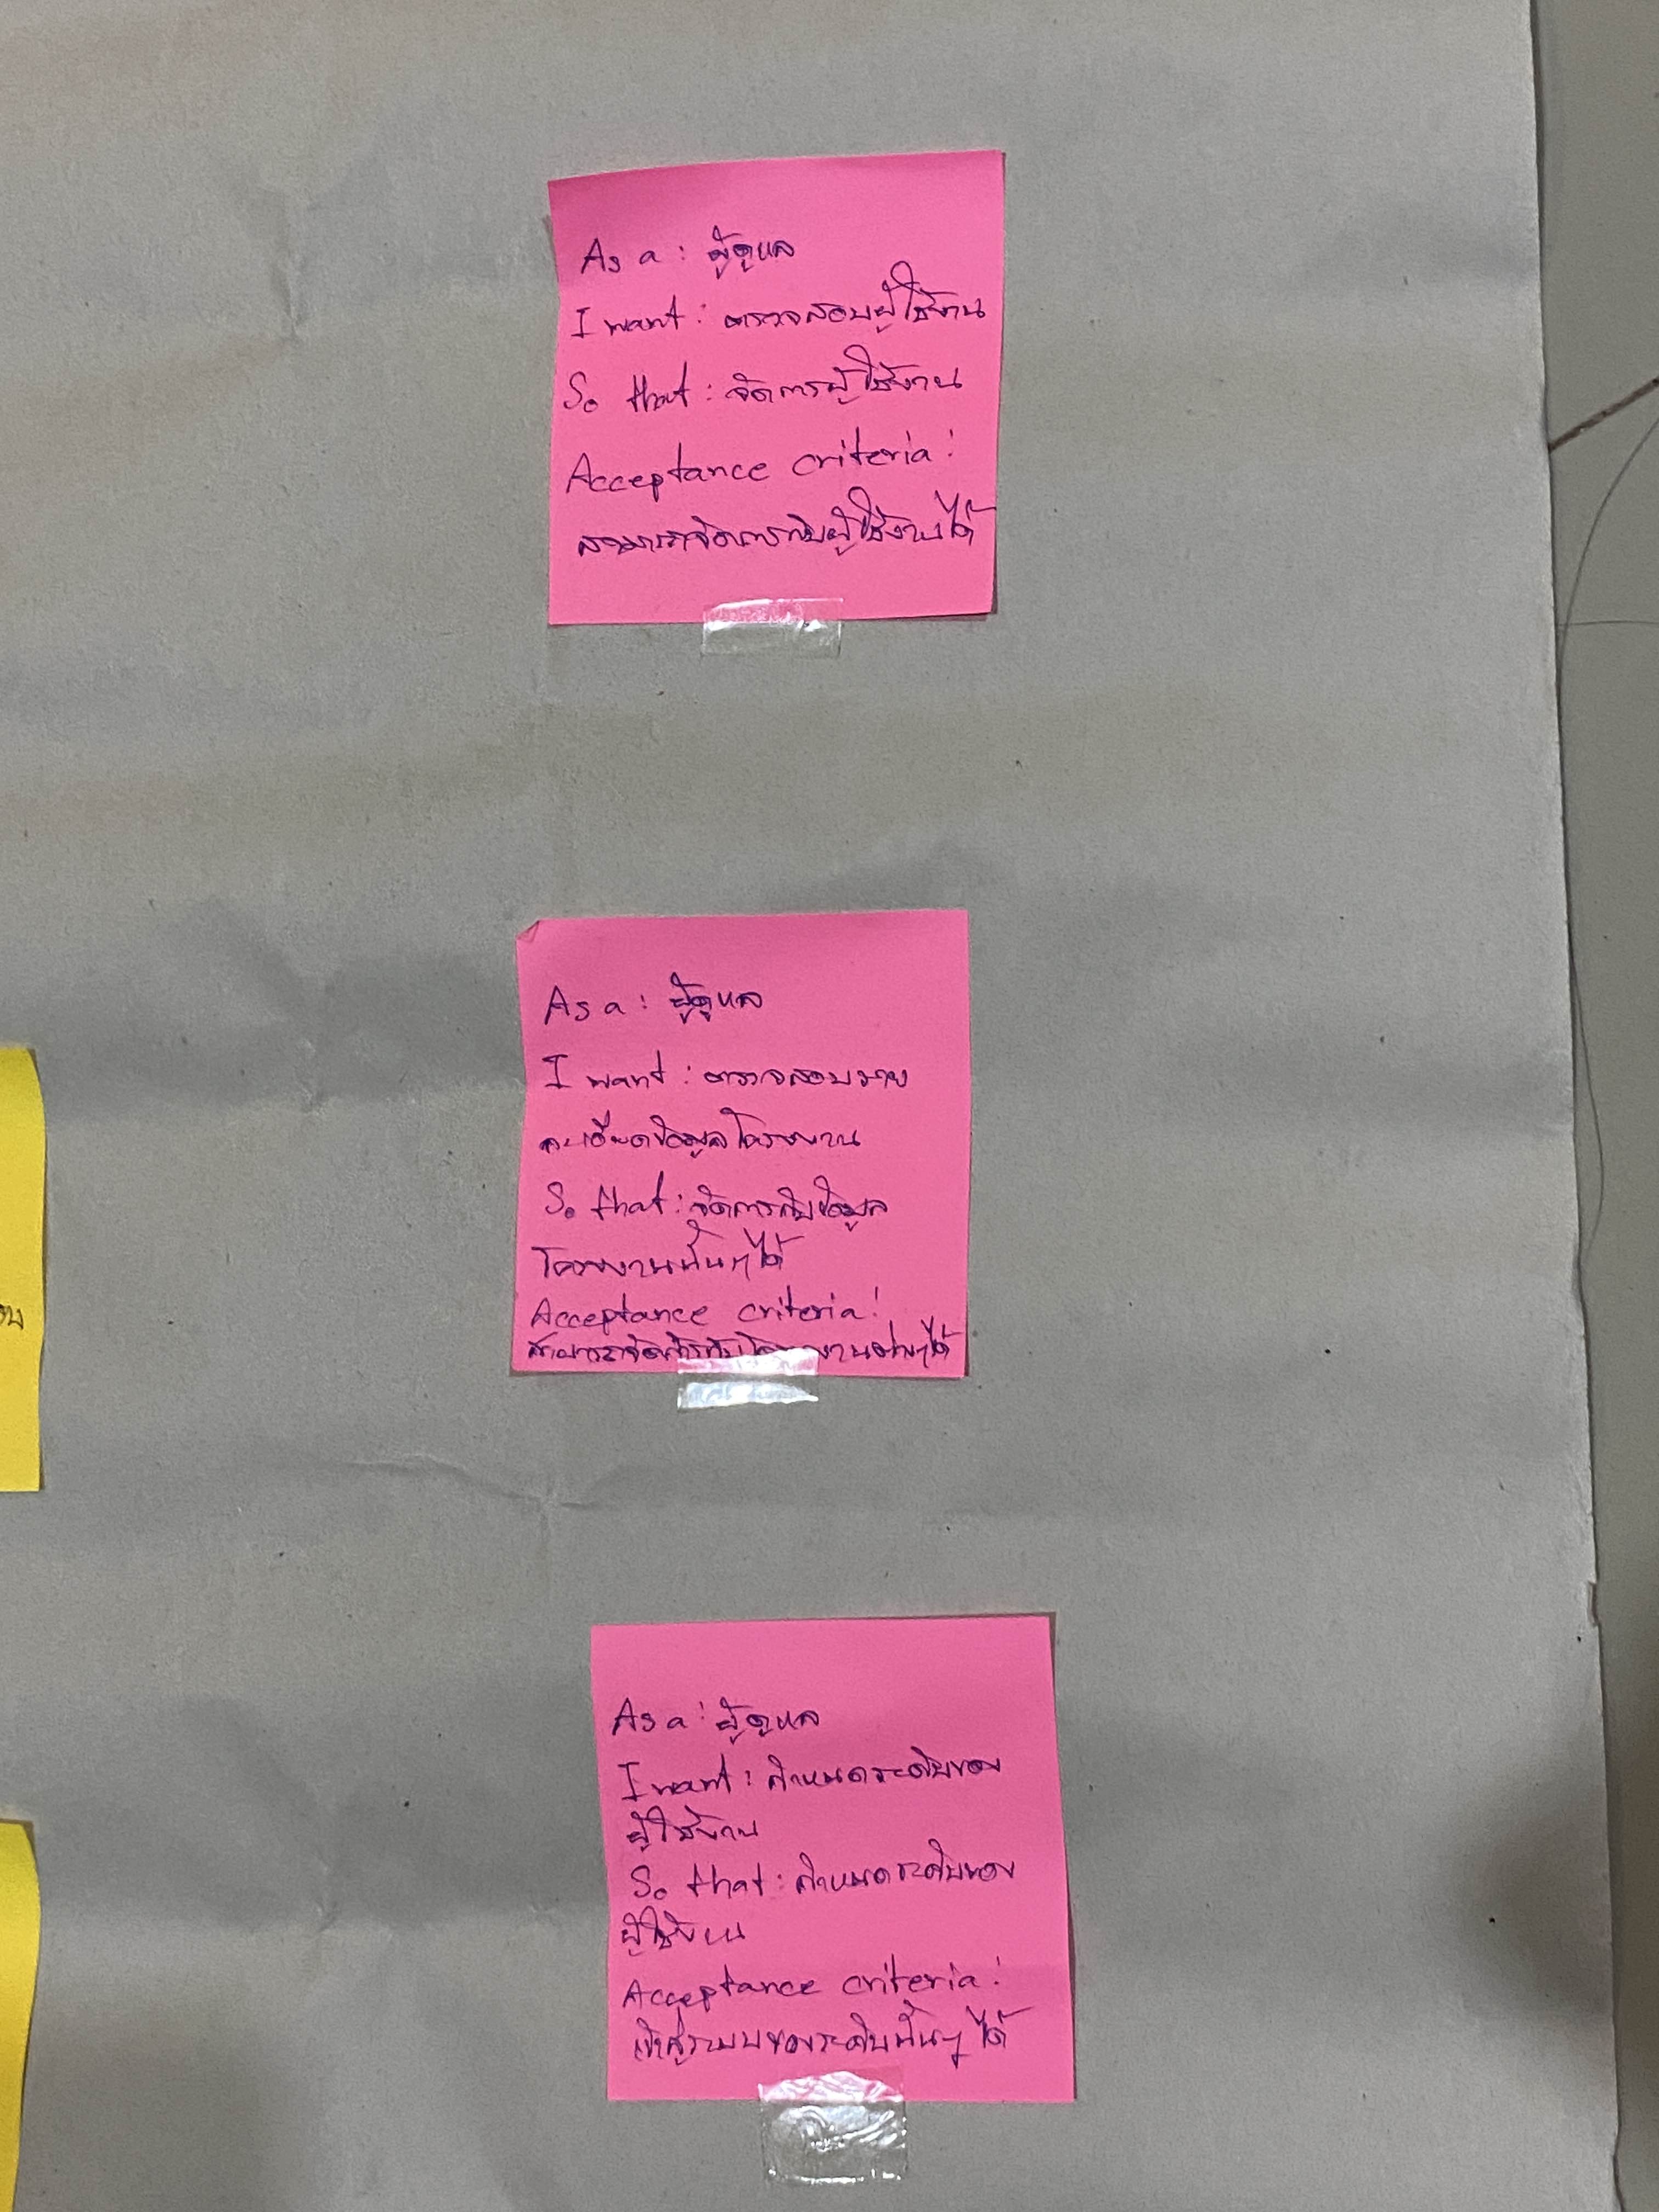 As a : ผู้ดูแล
I want : ตรวจสอบผู้ใช้งาน
So that : จัดการผู้ใช้งาน
Acceptance criteria :
สามารถจัดการกับผู้ใช้งานได้
As a : ผู้ดูแล
I want : ตรวจสอบราย
ละเอียดข้อมูลโครงงาน
So that : จัดการกับข้อมูล
โครงงานนั้นๆได้
Acceptance criteria :
สามารถจัดการกับโครงงานต่างๆได้
As a : ผู้ดูแล
I want : กำหนดระดับของ
ผู้ใช้งาน
So that : กำหนดระดับของ
ผู้ใช้งาน
Acceptance criteria :
เข้าสู่ระบบของระดับนั้นๆ ได้